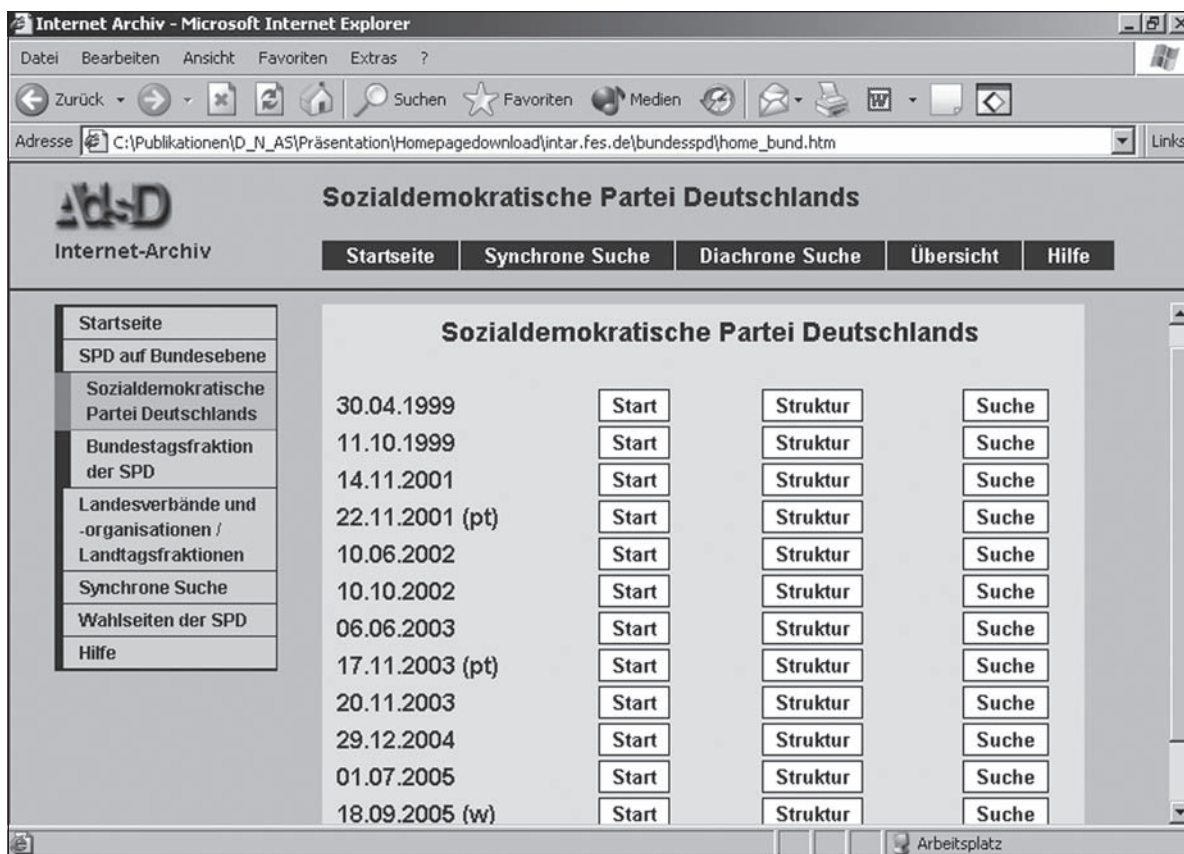 Internet Archiv - Microsoft Internet Explorer
Datei Bearbeiten Ansicht Favoriten Extras ?
Zurück Suchen Favoriten Medien
Adresse C:\Publikationen\D_N_AS\Präsentation\Homepagedownload\intar.fes.de\bundesspd\home_bund.htm Links
AdsD
Internet-Archiv
Sozialdemokratische Partei Deutschlands
Startseite Synchrone Suche Diachrone Suche Übersicht Hilfe
Startseite
SPD auf Bundesebene
Sozialdemokratische
Partei Deutschlands
Bundestagsfraktion
der SPD
Landesverbände und
-organisationen /
Landtagsfraktionen
Synchrone Suche
Wahlseiten der SPD
Hilfe
Sozialdemokratische Partei Deutschlands
30.04.1999 Start Struktur Suche
11.10.1999 Start Struktur Suche
14.11.2001 Start Struktur Suche
22.11.2001 (pt) Start Struktur Suche
10.06.2002 Start Struktur Suche
10.10.2002 Start Struktur Suche
06.06.2003 Start Struktur Suche
17.11.2003 (pt) Start Struktur Suche
20.11.2003 Start Struktur Suche
29.12.2004 Start Struktur Suche
01.07.2005 Start Struktur Suche
18.09.2005 (w) Start Struktur Suche
Arbeitsplatz